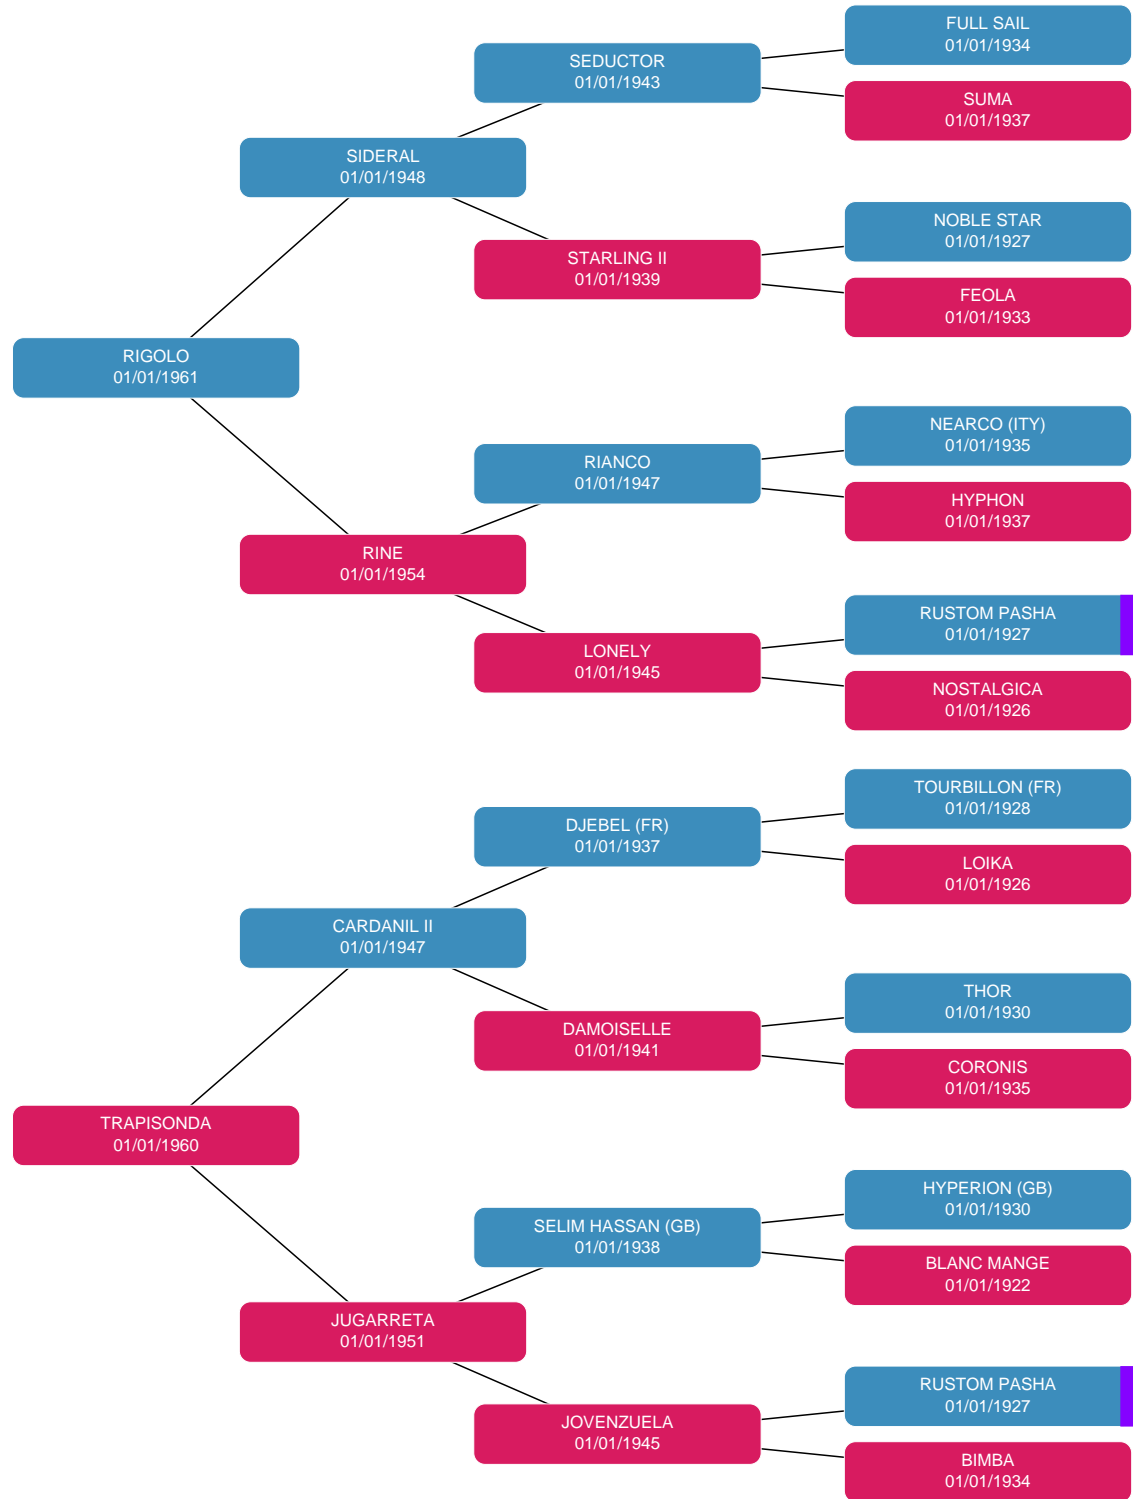 FULL SAIL
01/01/1934
SEDUCTOR
01/01/1943
SUMA
01/01/1937
SIDERAL
01/01/1948
NOBLE STAR
01/01/1927
STARLING II
01/01/1939
FEOLA
01/01/1933
RIGOLO
01/01/1961
NEARCO (ITY)
01/01/1935
RIANCO
01/01/1947
HYPHON
01/01/1937
RINE
01/01/1954
RUSTOM PASHA
01/01/1927
LONELY
01/01/1945
NOSTALGICA
01/01/1926
TOURBILLON (FR)
01/01/1928
DJEBEL (FR)
01/01/1937
LOIKA
01/01/1926
CARDANIL II
01/01/1947
THOR
01/01/1930
DAMOISELLE
01/01/1941
CORONIS
01/01/1935
TRAPISONDA
01/01/1960
HYPERION (GB)
01/01/1930
SELIM HASSAN (GB)
01/01/1938
BLANC MANGE
01/01/1922
JUGARRETA
01/01/1951
RUSTOM PASHA
01/01/1927
JOVENZUELA
01/01/1945
BIMBA
01/01/1934